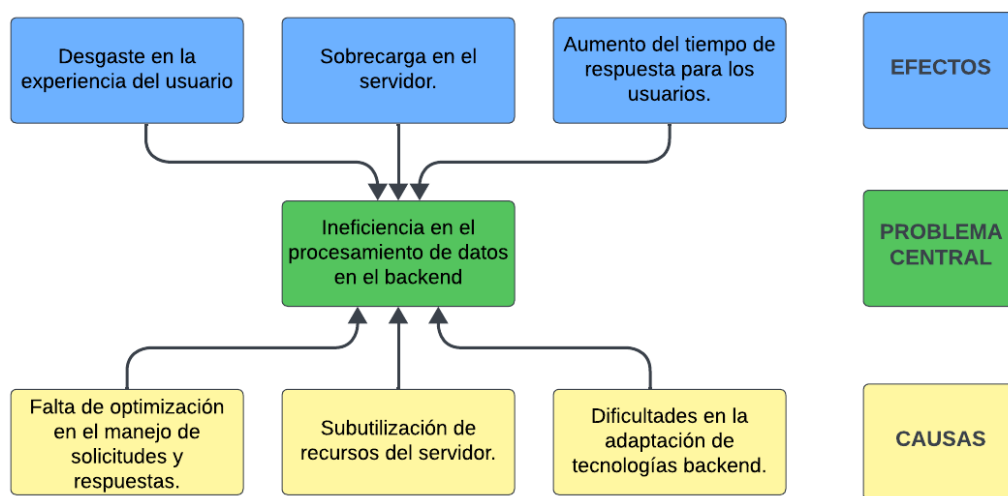 Desgaste en la
experiencia del usuario
Sobrecarga en el
servidor.
Aumento del tiempo de
respuesta para los
usuarios.
EFECTOS
Ineficiencia en el
procesamiento de datos
en el backend
PROBLEMA
CENTRAL
Falta de optimización
en el manejo de
solicitudes y
respuestas.
Subutilización de
recursos del servidor.
Dificultades en la
adaptación de
tecnologías backend.
CAUSAS